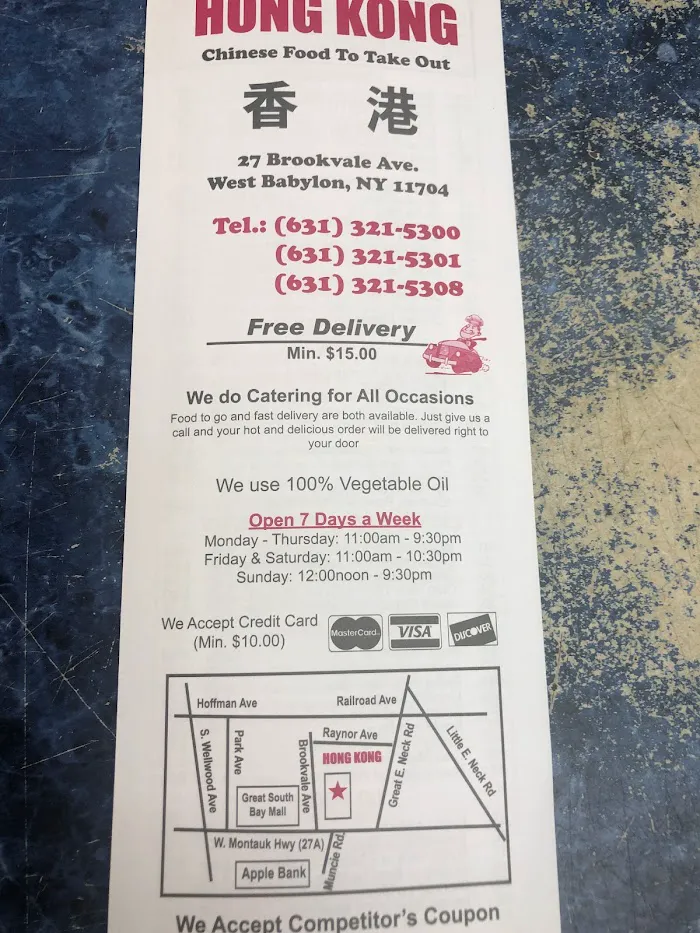 HONG KONG
Chinese Food To Take Out
香 港
27 Brookvale Ave.
West Babylon, NY 11704
Tel.: (631) 321-5300
(631) 321-5301
(631) 321-5308
Free Delivery
Min. $15.00
We do Catering for All Occasions
Food to go and fast delivery are both available. Just give us a
call and your hot and delicious order will be delivered right to
your door
We use 100% Vegetable Oil
Open 7 Days a Week
Monday - Thursday: 11:00am - 9:30pm
Friday & Saturday: 11:00am - 10:30pm
Sunday: 12:00noon - 9:30pm
We Accept Credit Card
(Min. $10.00)
MasterCard
VISA
DISCOVER
Hoffman Ave
Railroad Ave
S. Wellwood Ave
Park Ave
Brookvale Ave
Raynor Ave
HONG KONG
Great E. Neck Rd
Little E. Neck Rd
Great South
Bay Mall
W. Montauk Hwy (27A)
Muncie Rd.
Apple Bank
We Accept Competitor's Coupon